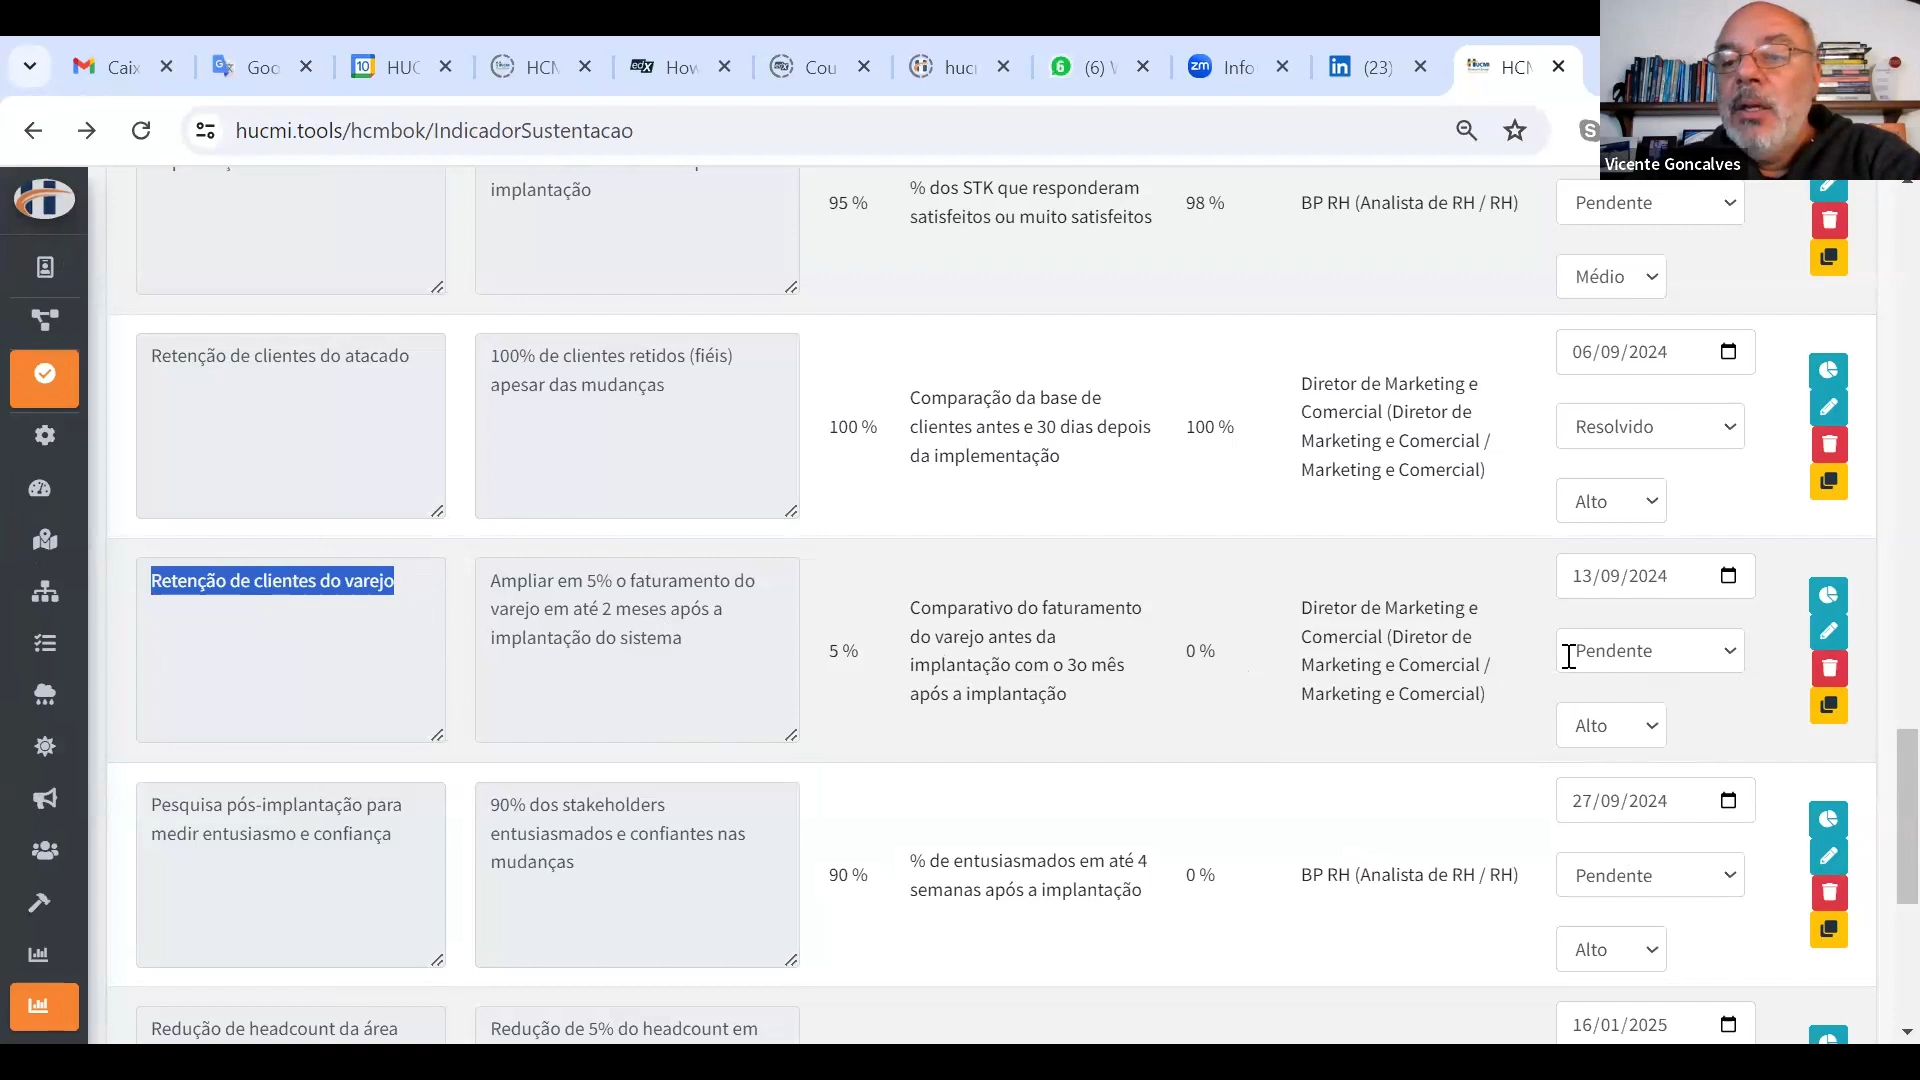 Caix
Goo
10
HUC
HCM
edX
How
Cou
huci
6
(6)
zm
Info
in
(23)
HCM
hucmi.tools/hcmbok/IndicadorSustentacao
S
Vicente Goncalves
implantação
95 %
% dos STK que responderam
satisfeitos ou muito satisfeitos
98 %
BP RH (Analista de RH / RH)
Pendente
Médio
Retenção de clientes do atacado
100% de clientes retidos (fiéis)
apesar das mudanças
100 %
Comparação da base de
clientes antes e 30 dias depois
da implementação
100 %
Diretor de Marketing e
Comercial (Diretor de
Marketing e Comercial /
Marketing e Comercial)
06/09/2024
Resolvido
Alto
Retenção de clientes do varejo
Ampliar em 5% o faturamento do
varejo em até 2 meses após a
implantação do sistema
5 %
Comparativo do faturamento
do varejo antes da
implantação com o 3o mês
após a implantação
0 %
Diretor de Marketing e
Comercial (Diretor de
Marketing e Comercial /
Marketing e Comercial)
13/09/2024
Pendente
Alto
Pesquisa pós-implantação para
medir entusiasmo e confiança
90% dos stakeholders
entusiasmados e confiantes nas
mudanças
90 %
% de entusiasmados em até 4
semanas após a implantação
0 %
BP RH (Analista de RH / RH)
27/09/2024
Pendente
Alto
Redução de headcount da área
Redução de 5% do headcount em
16/01/2025